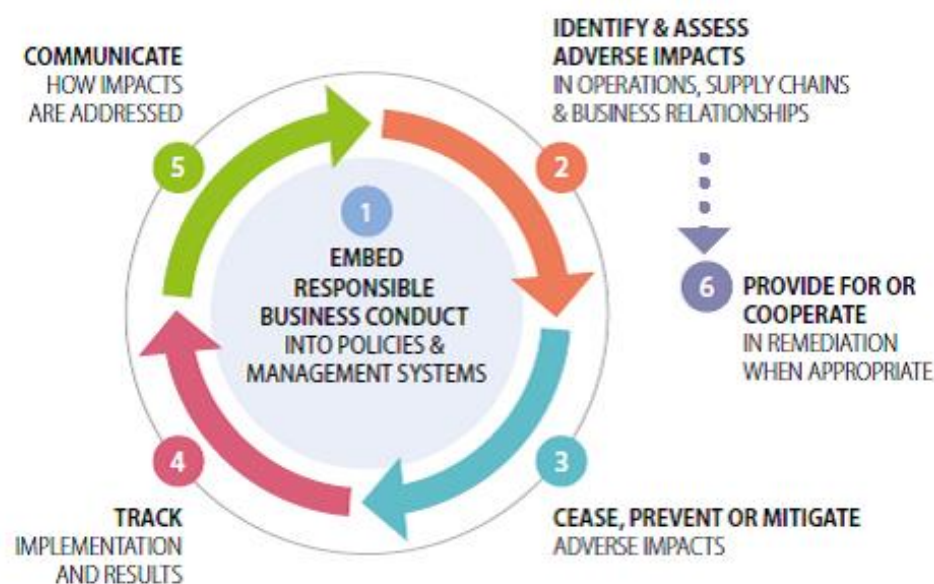 1
EMBED
RESPONSIBLE
BUSINESS CONDUCT
INTO POLICIES &
MANAGEMENT SYSTEMS
2
IDENTIFY & ASSESS
ADVERSE IMPACTS
IN OPERATIONS, SUPPLY CHAINS
& BUSINESS RELATIONSHIPS
3
CEASE, PREVENT OR MITIGATE
ADVERSE IMPACTS
4
TRACK
IMPLEMENTATION
AND RESULTS
5
COMMUNICATE
HOW IMPACTS
ARE ADDRESSED
6
PROVIDE FOR OR
COOPERATE
IN REMEDIATION
WHEN APPROPRIATE